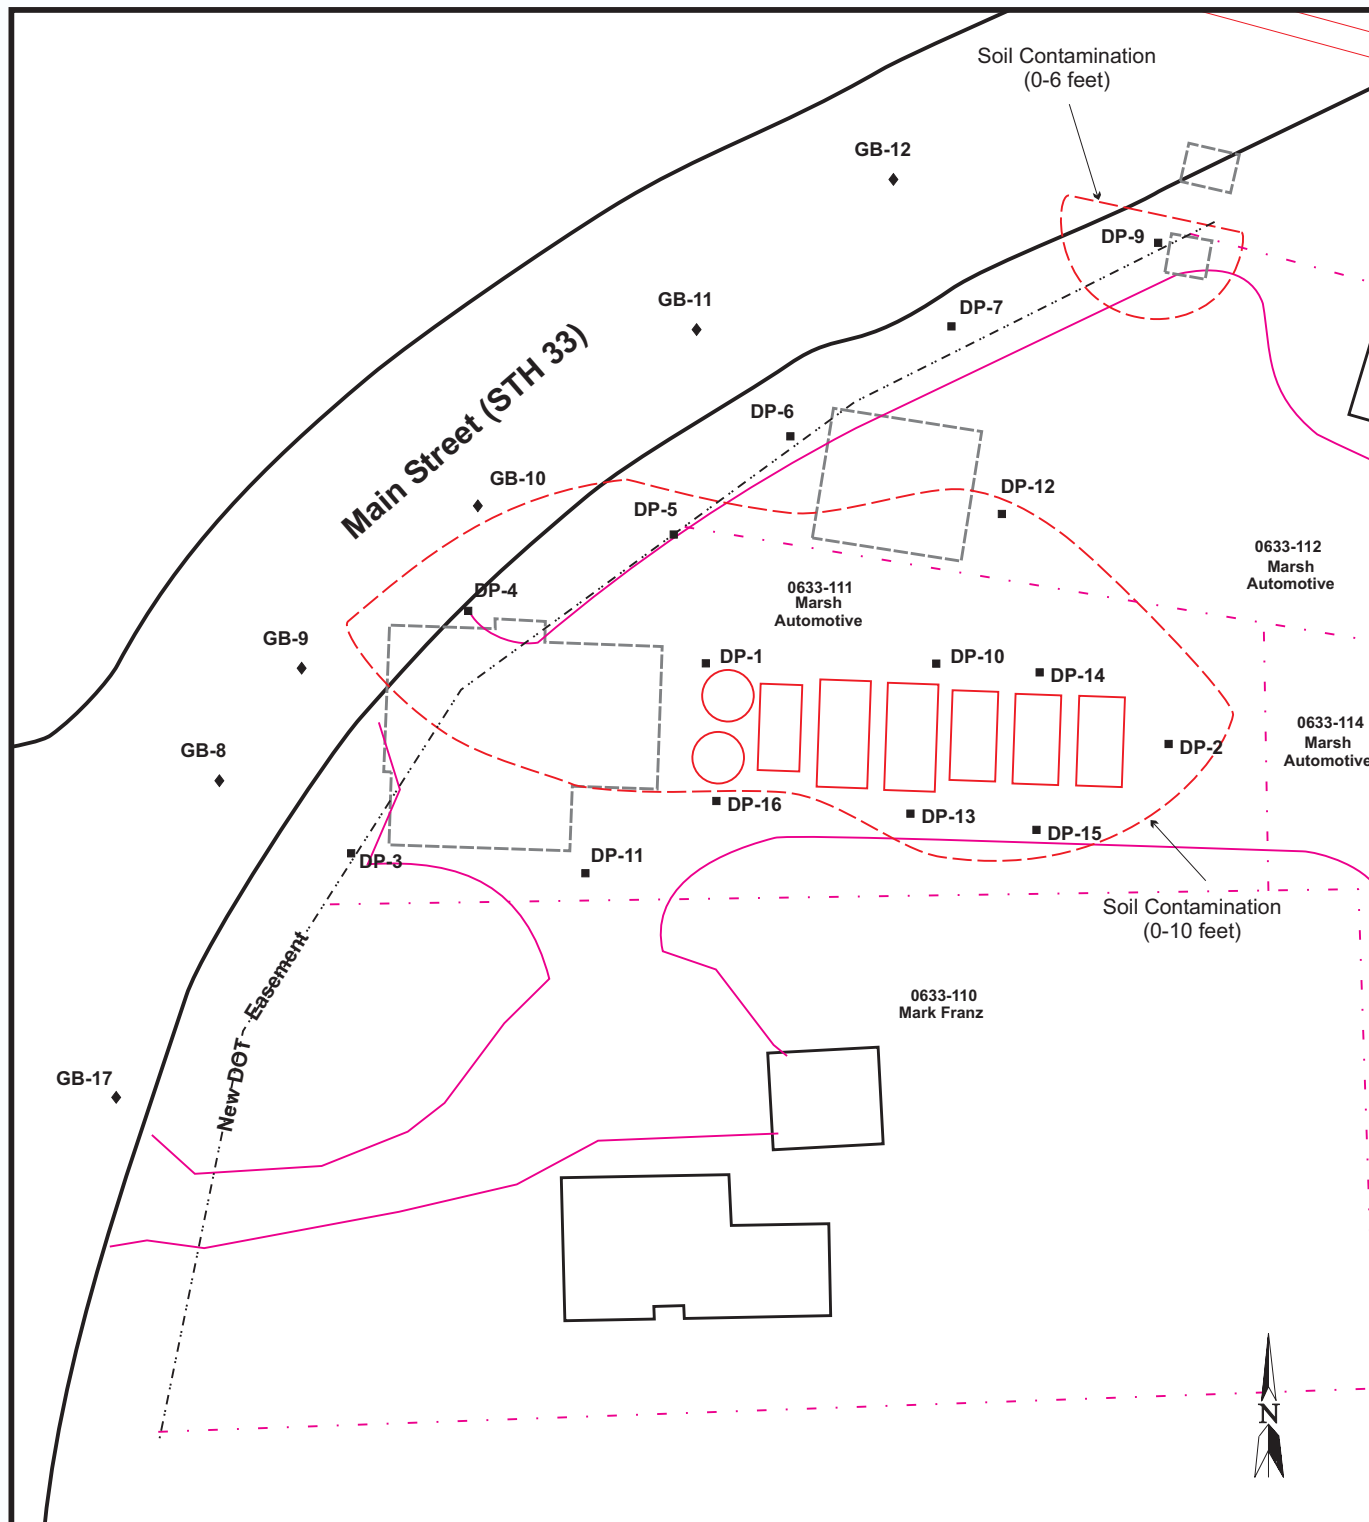 Soil Contamination
(0-6 feet)
GB-12
DP-9
GB-11
DP-7
Main Street (STH 33)
DP-6
GB-10
DP-12
DP-5
0633-112
Marsh
Automotive
DP-4
0633-111
Marsh
Automotive
GB-9
DP-1
DP-10
DP-14
0633-114
Marsh
Automotive
GB-8
DP-2
DP-16
DP-13
DP-15
DP-3
DP-11
Soil Contamination
(0-10 feet)
New DOT Easement
0633-110
Mark Franz
GB-17
N